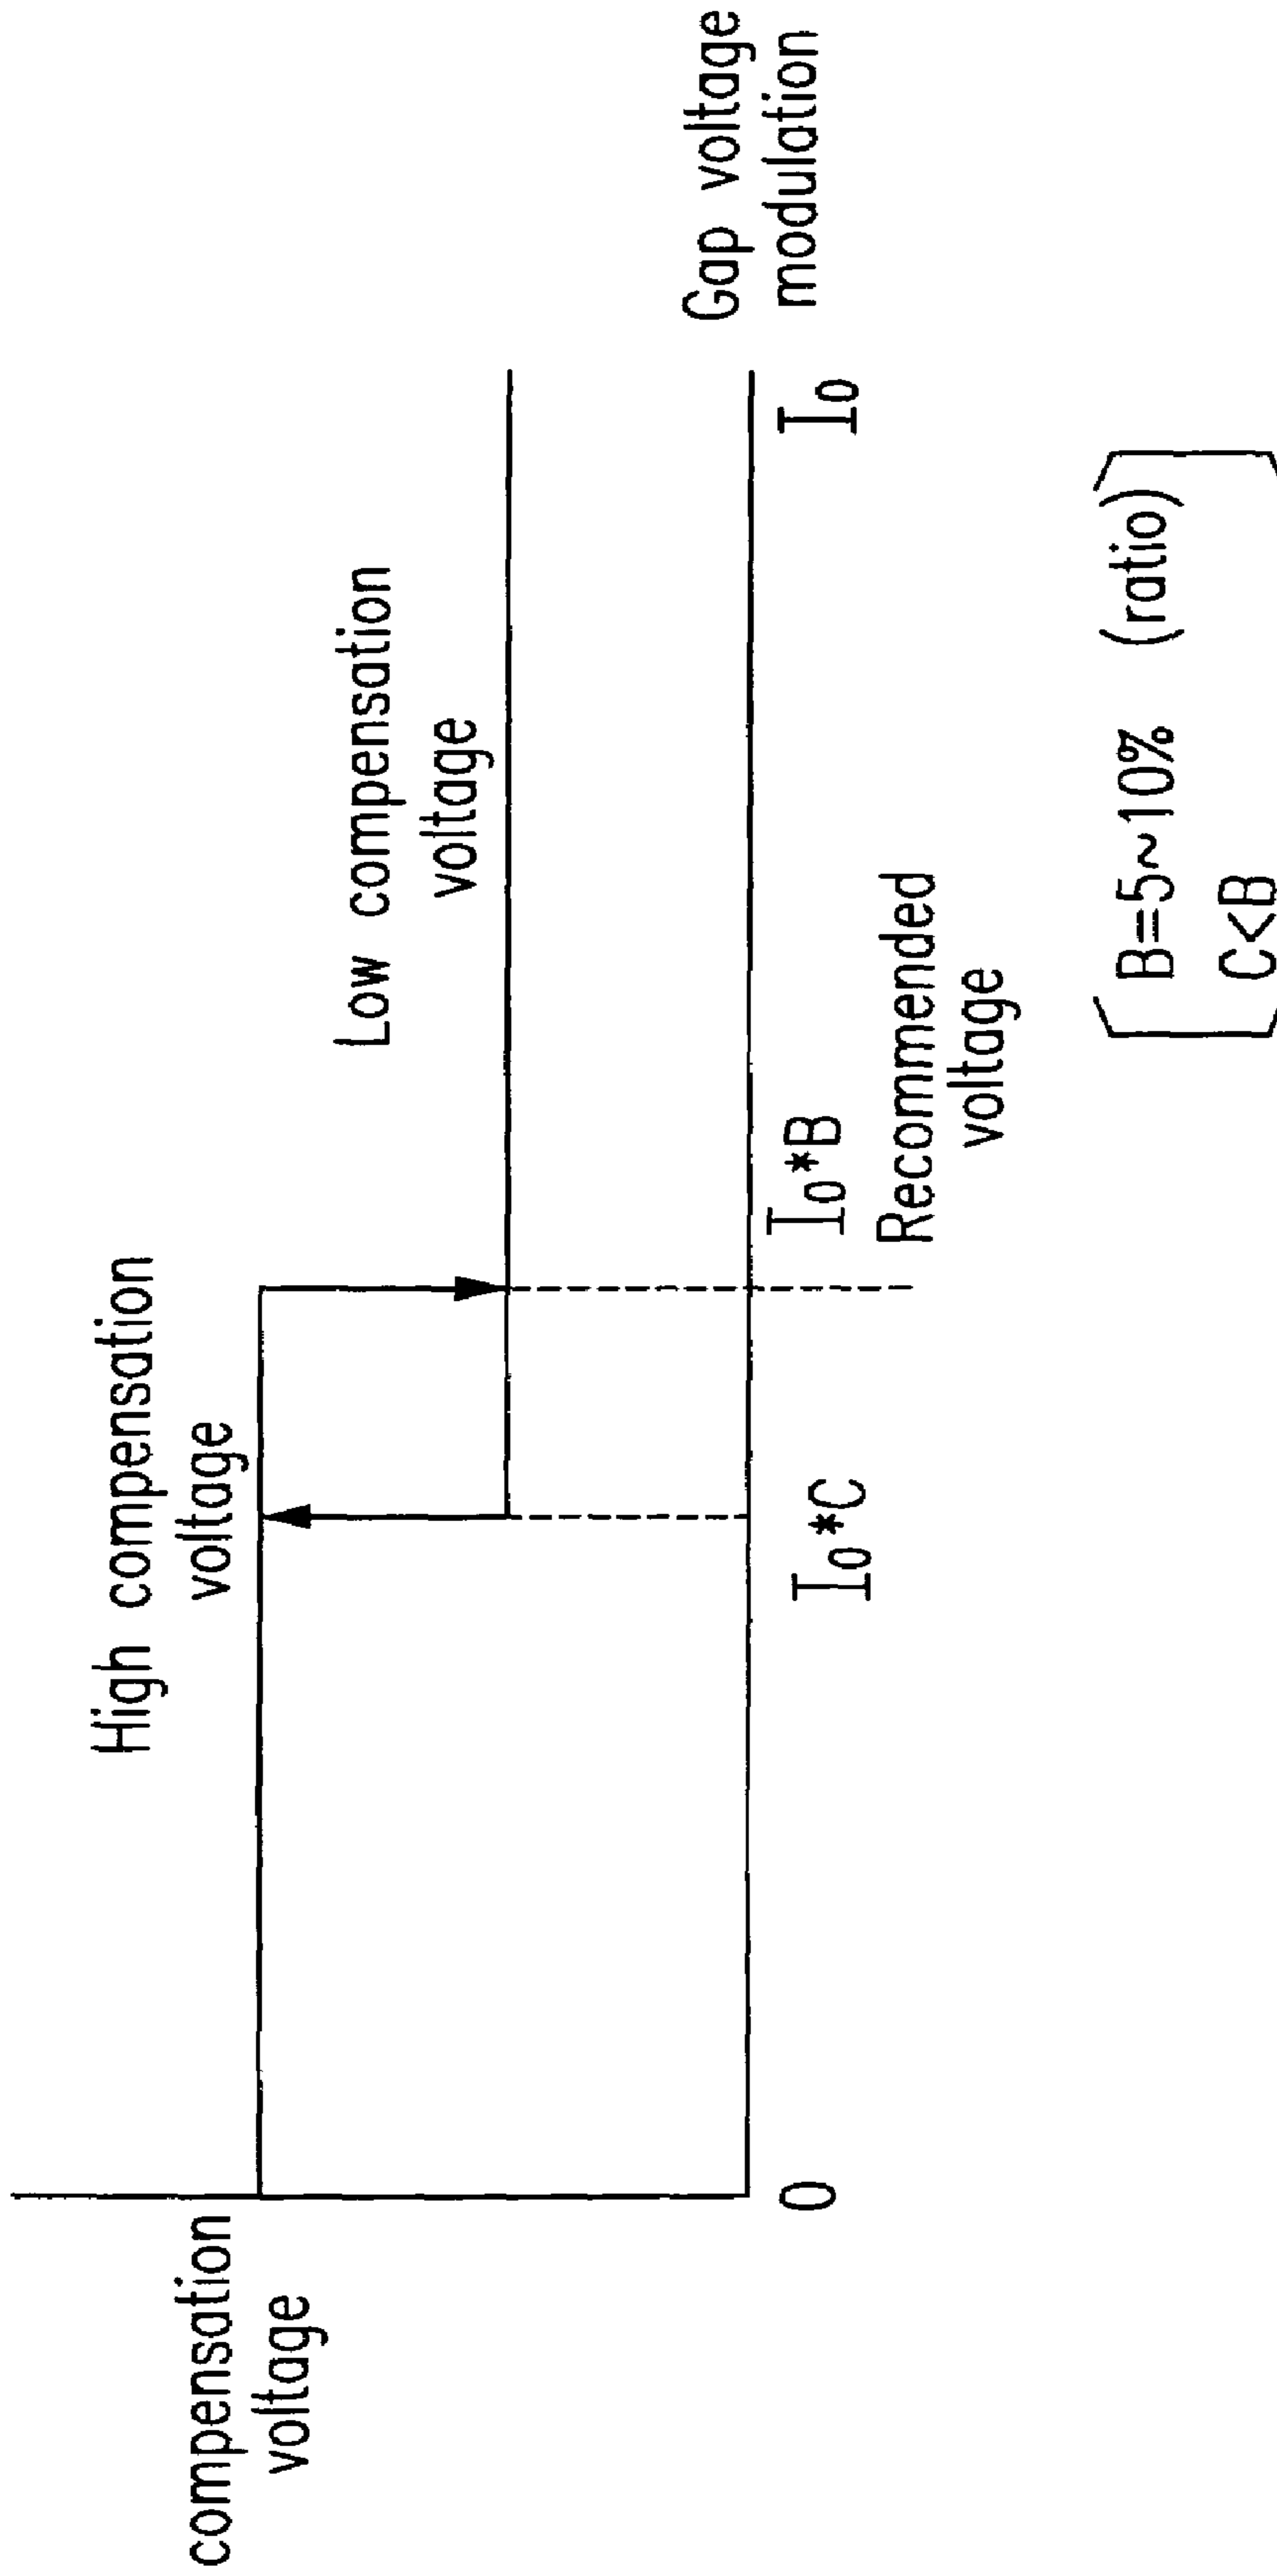 compensation
voltage
High compensation
voltage
Low compensation
voltage
0
I₀*C
I₀*B
I₀
Recommended
voltage
Gap voltage
modulation
B=5~10% (ratio)
C<B